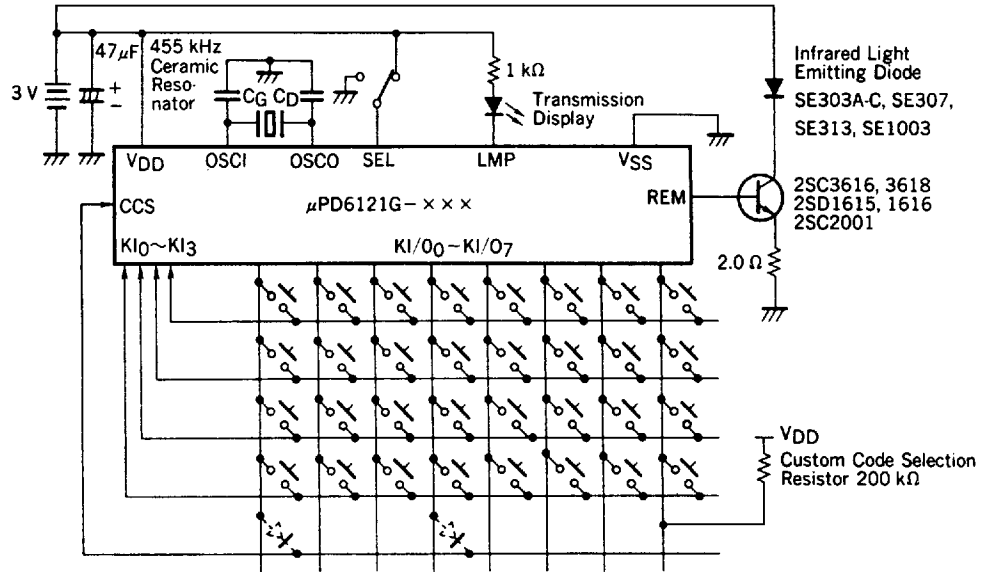 3 V
47μF
+
−
455 kHz
Ceramic
Reso-
nator
CG CD
1 kΩ
Transmission
Display
Infrared Light
Emitting Diode
SE303A-C, SE307,
SE313, SE1003
VDD
OSCI
OSCO
SEL
LMP
VSS
CCS
μPD6121G-×××
REM
KI0~KI3
KI/O0~KI/O7
2SC3616, 3618
2SD1615, 1616
2SC2001
2.0 Ω
VDD
Custom Code Selection
Resistor 200 kΩ